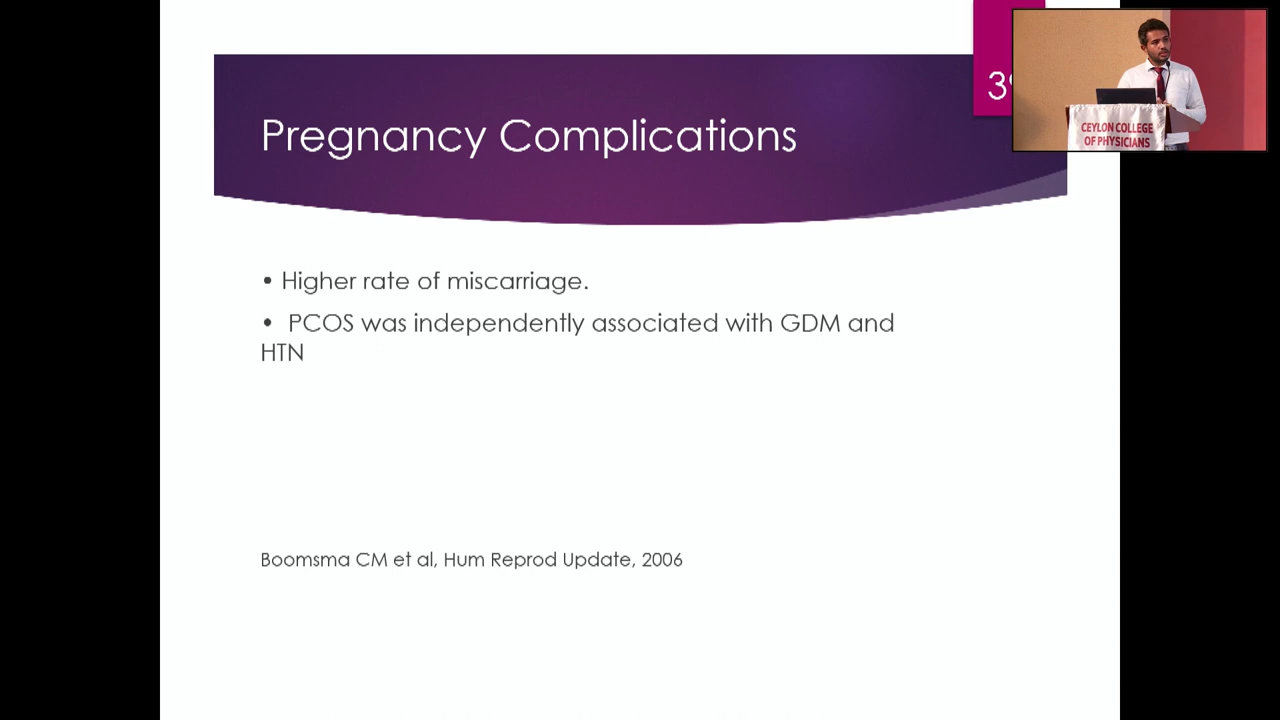 Pregnancy Complications
CEYLON COLLEGE
OF PHYSICIANS
• Higher rate of miscarriage.
• PCOS was independently associated with GDM and
HTN
Boomsma CM et al, Hum Reprod Update, 2006